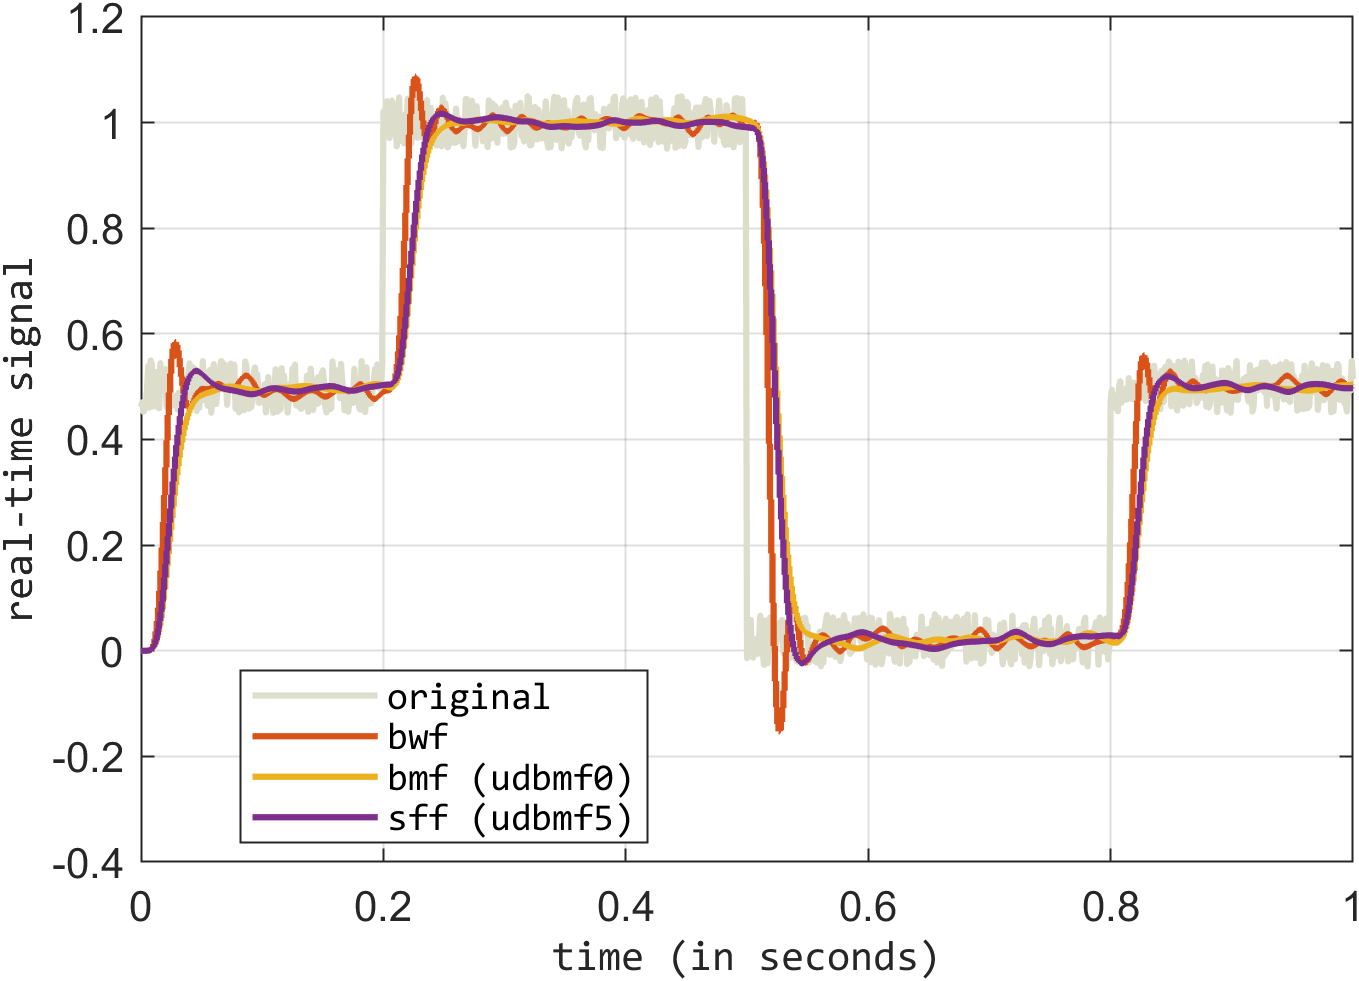 1.2
1
0.8
0.6
0.4
0.2
0
-0.2
-0.4
real-time signal
original
bwf
bmf (udbmf0)
sff (udbmf5)
0 0.2 0.4 0.6 0.8 1
time (in seconds)